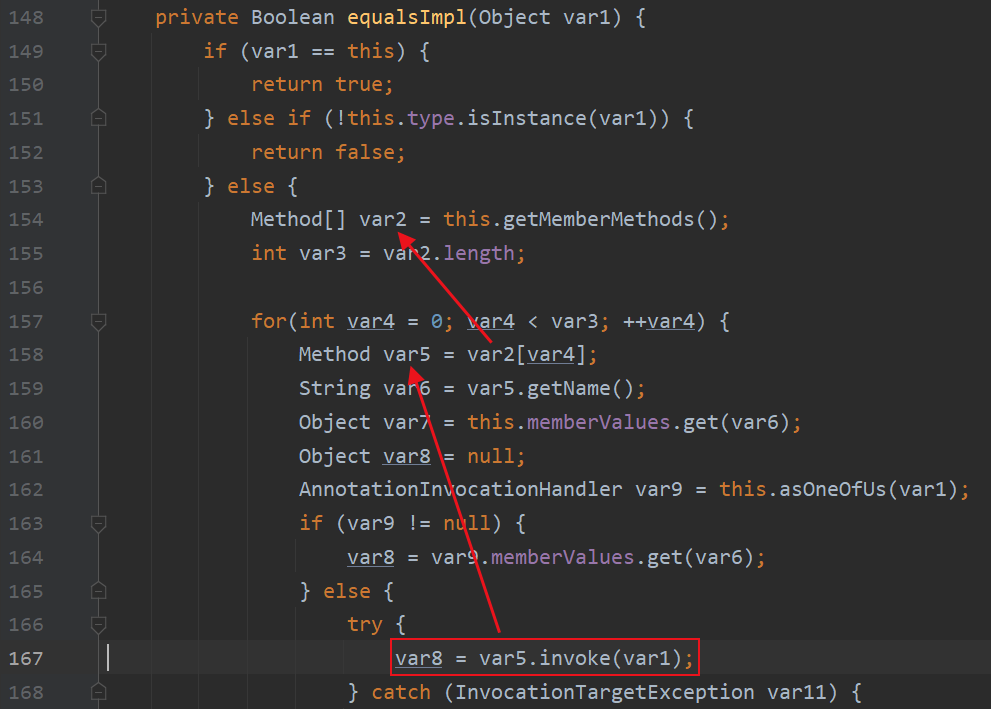 148 private Boolean equalsImpl(Object var1) {
149 if (var1 == this) {
150 return true;
151 } else if (!this.type.isInstance(var1)) {
152 return false;
153 } else {
154 Method[] var2 = this.getMemberMethods();
155 int var3 = var2.length;
156
157 for(int var4 = 0; var4 < var3; ++var4) {
158 Method var5 = var2[var4];
159 String var6 = var5.getName();
160 Object var7 = this.memberValues.get(var6);
161 Object var8 = null;
162 AnnotationInvocationHandler var9 = this.asOneOfUs(var1);
163 if (var9 != null) {
164 var8 = var9.memberValues.get(var6);
165 } else {
166 try {
167 var8 = var5.invoke(var1);
168 } catch (InvocationTargetException var11) {